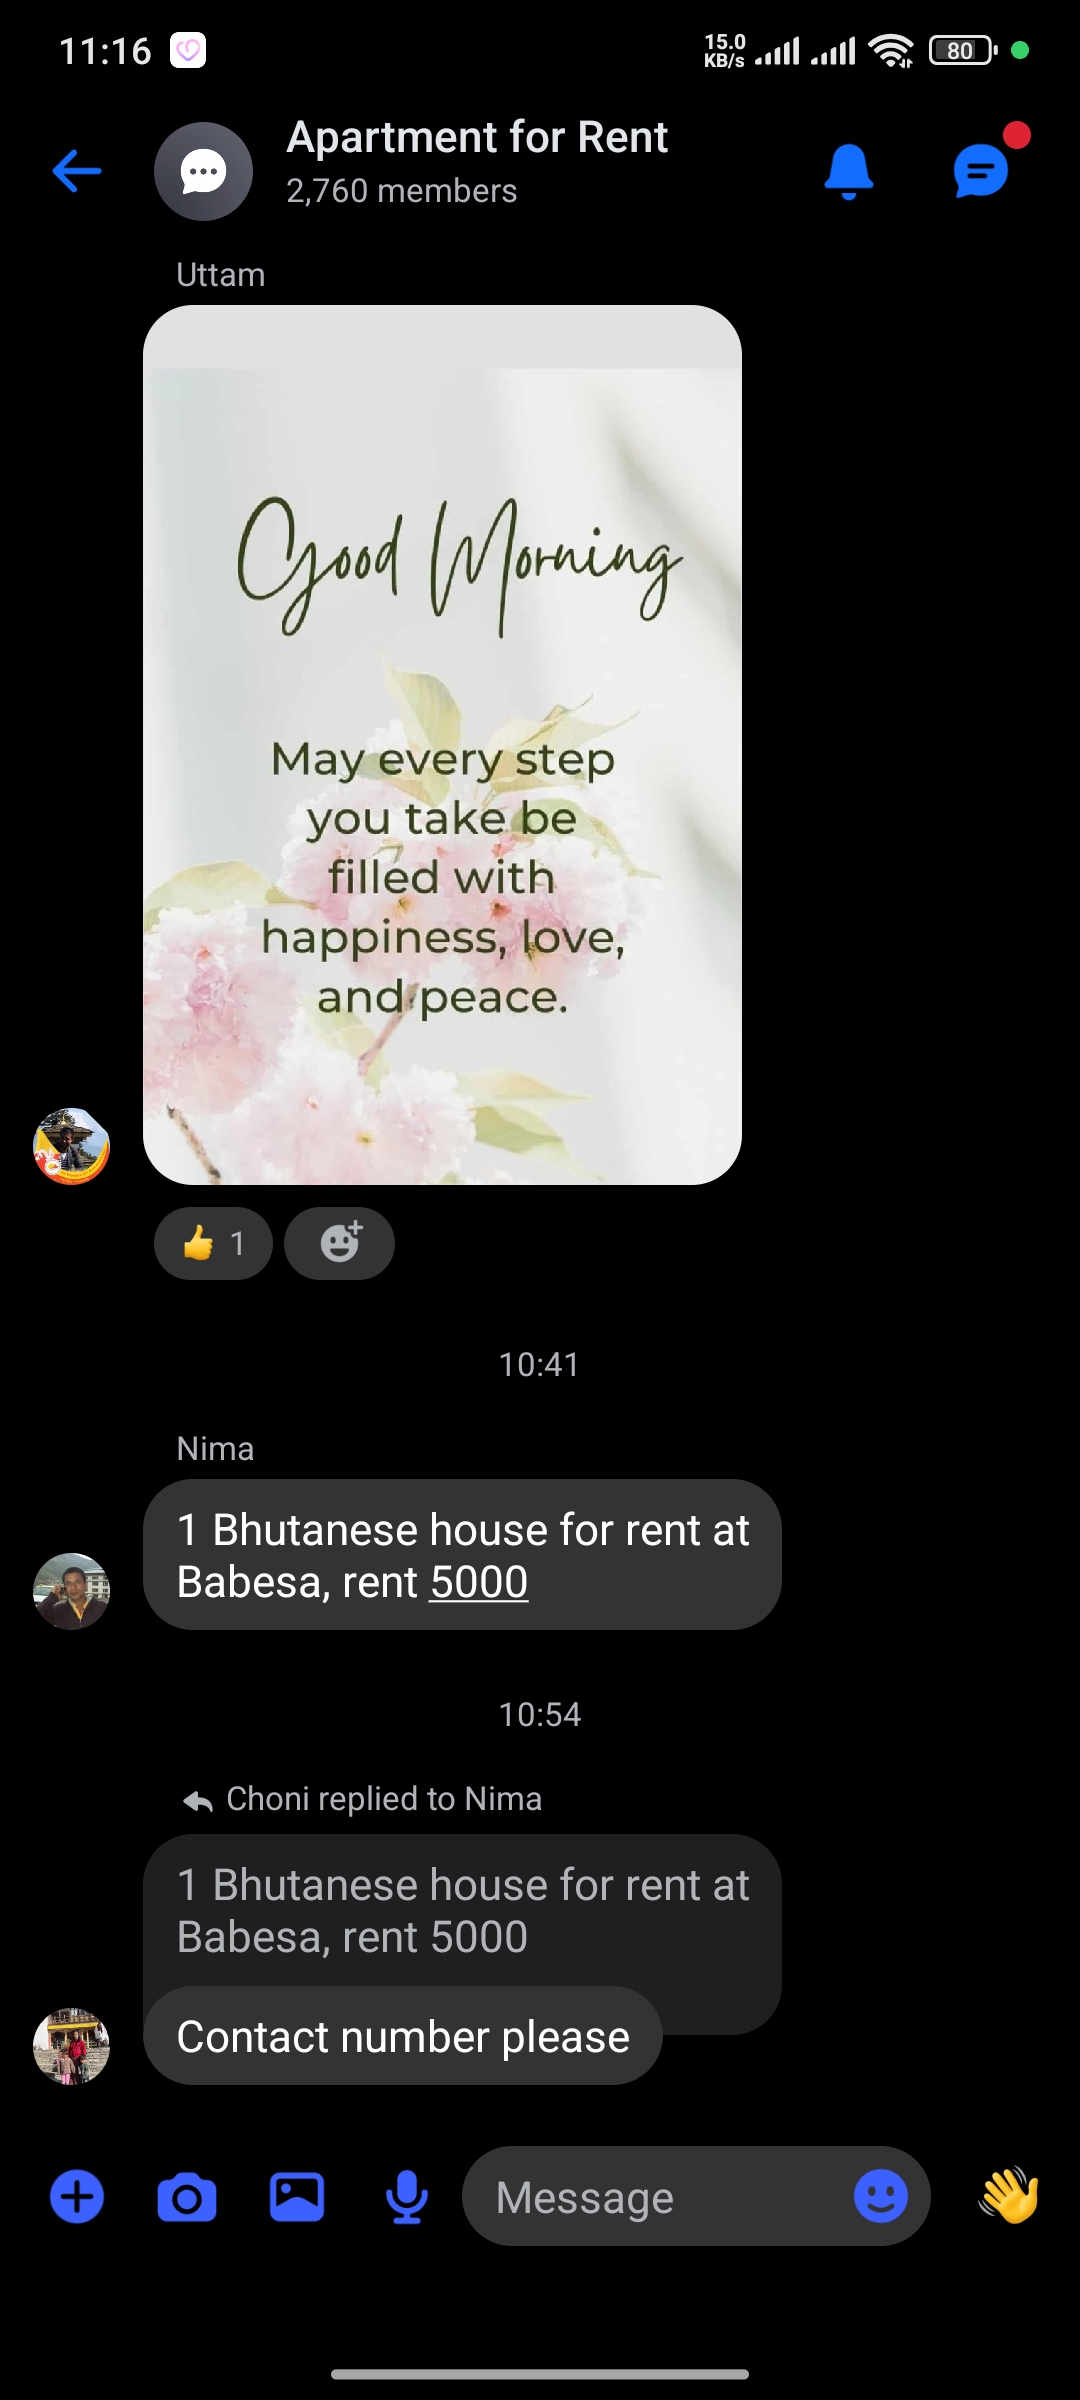 11:16
15.0
KB/s
80
Apartment for Rent
2,760 members
Uttam
Good Morning
May every step
you take be
filled with
happiness, love,
and peace.
👍 1
10:41
Nima
1 Bhutanese house for rent at
Babesa, rent 5000
10:54
Choni replied to Nima
1 Bhutanese house for rent at
Babesa, rent 5000
Contact number please
Message